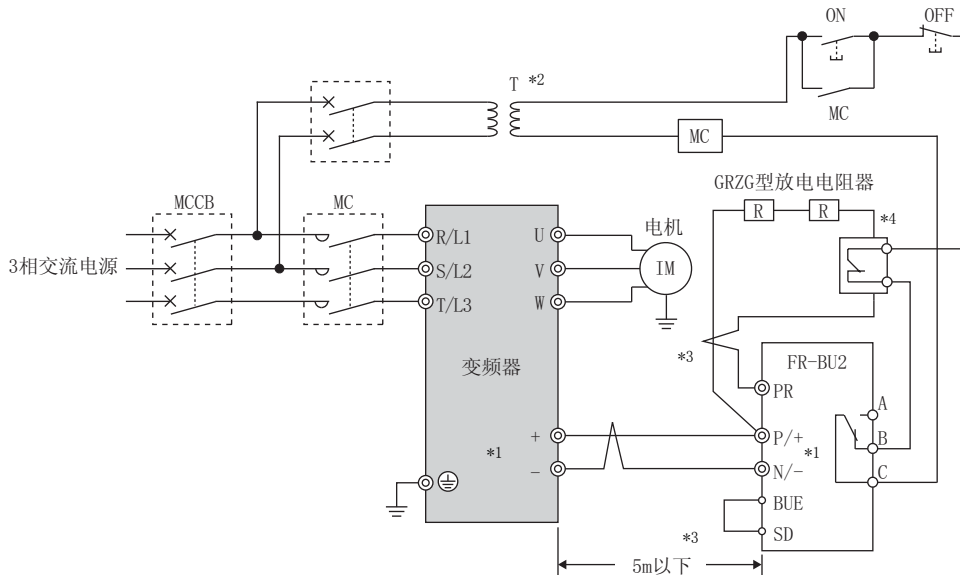 ON OFF
T *2
MC
MC
GRZG型放电电阻器
MCCB MC
R R
*4
R/L1 U 电机
3相交流电源
S/L2 V IM
T/L3 W
*3 FR-BU2
变频器
PR
A
+ P/+ B
*1 *1
- N/- C
BUE
*3 SD
5m以下